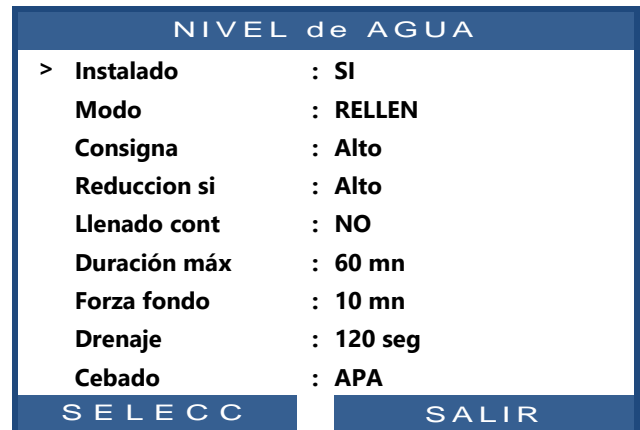 NIVEL de AGUA
> Instalado : SI
Modo : RELLEN
Consigna : Alto
Reduccion si : Alto
Llenado cont : NO
Duración máx : 60 mn
Forza fondo : 10 mn
Drenaje : 120 seg
Cebado : APA
SELECC SALIR